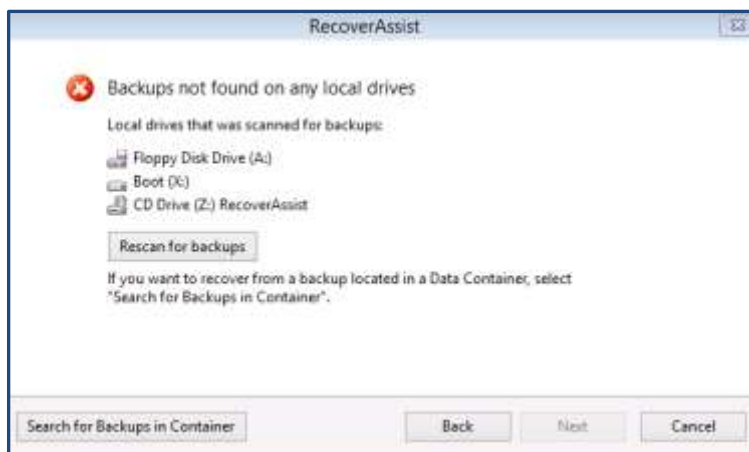 RecoverAssist
Backups not found on any local drives
Local drives that was scanned for backups:
Floppy Disk Drive (A:)
Boot (X:)
CD Drive (Z:) RecoverAssist
Rescan for backups
If you want to recover from a backup located in a Data Container, select
"Search for Backups in Container".
Search for Backups in Container
Back
Next
Cancel